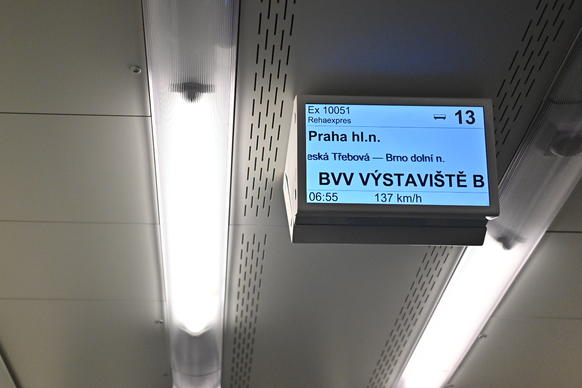 Ex 10051
Rehaexpres
13
Praha hl.n.
eská Třebová — Brno dolní n.
BVV VÝSTAVIŠTĚ B
06:55 137 km/h